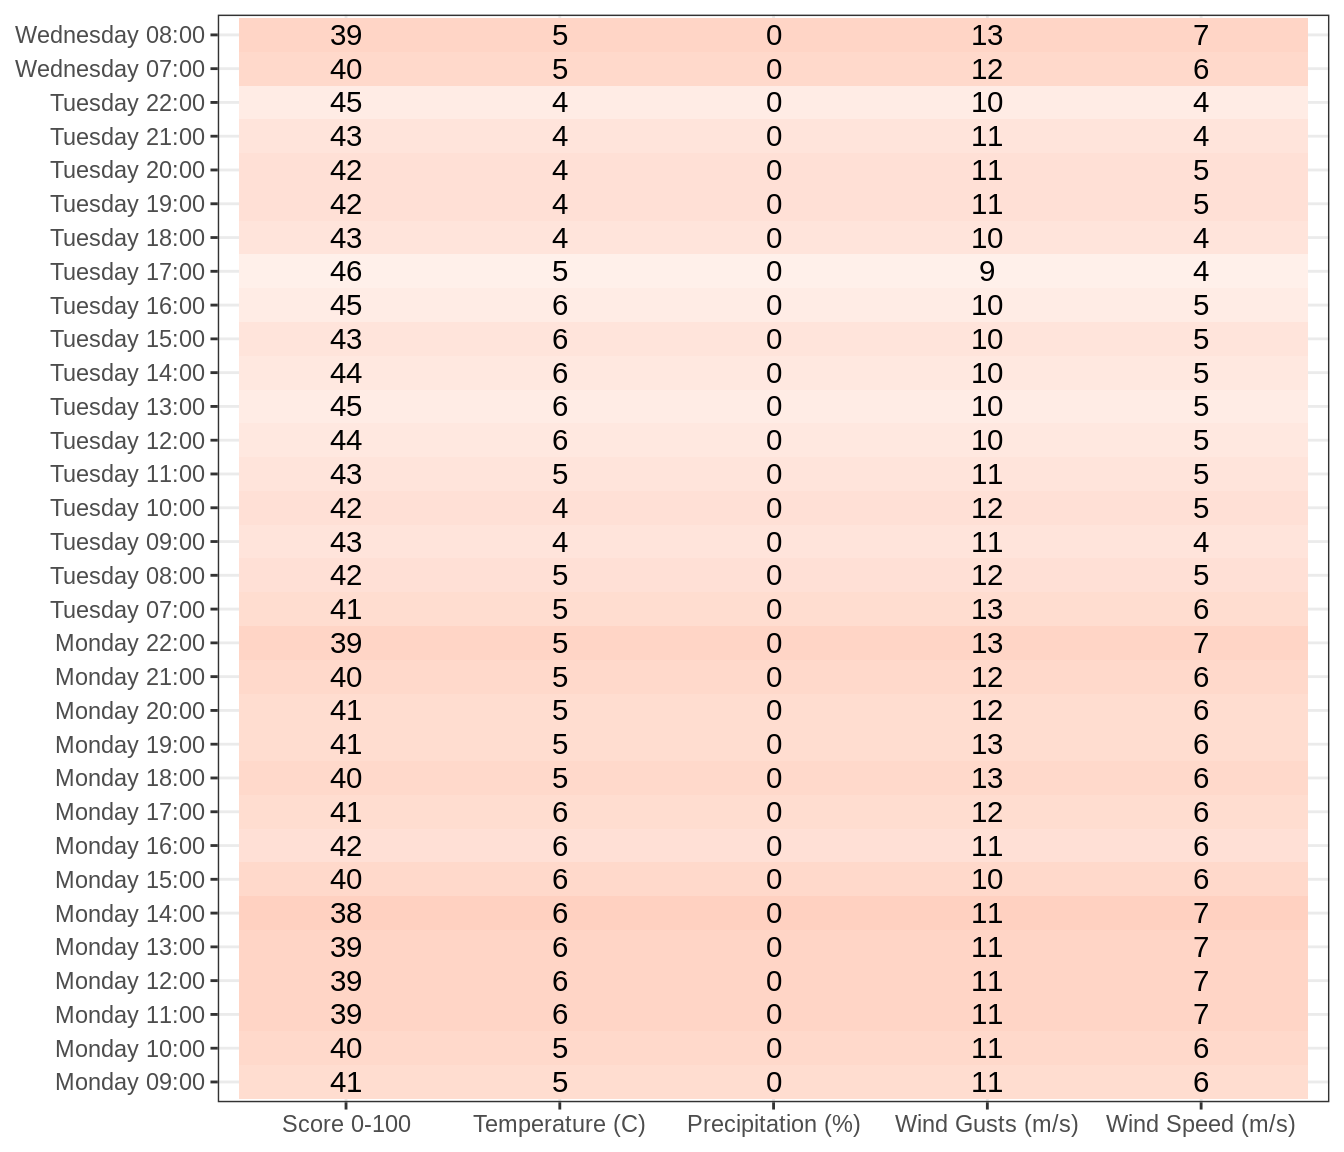 Wednesday 08:00 39 5 0 13 7
Wednesday 07:00 40 5 0 12 6
Tuesday 22:00 45 4 0 10 4
Tuesday 21:00 43 4 0 11 4
Tuesday 20:00 42 4 0 11 5
Tuesday 19:00 42 4 0 11 5
Tuesday 18:00 43 4 0 10 4
Tuesday 17:00 46 5 0 9 4
Tuesday 16:00 45 6 0 10 5
Tuesday 15:00 43 6 0 10 5
Tuesday 14:00 44 6 0 10 5
Tuesday 13:00 45 6 0 10 5
Tuesday 12:00 44 6 0 10 5
Tuesday 11:00 43 5 0 11 5
Tuesday 10:00 42 4 0 12 5
Tuesday 09:00 43 4 0 11 4
Tuesday 08:00 42 5 0 12 5
Tuesday 07:00 41 5 0 13 6
Monday 22:00 39 5 0 13 7
Monday 21:00 40 5 0 12 6
Monday 20:00 41 5 0 12 6
Monday 19:00 41 5 0 13 6
Monday 18:00 40 5 0 13 6
Monday 17:00 41 6 0 12 6
Monday 16:00 42 6 0 11 6
Monday 15:00 40 6 0 10 6
Monday 14:00 38 6 0 11 7
Monday 13:00 39 6 0 11 7
Monday 12:00 39 6 0 11 7
Monday 11:00 39 6 0 11 7
Monday 10:00 40 5 0 11 6
Monday 09:00 41 5 0 11 6
Score 0-100 Temperature (C) Precipitation (%) Wind Gusts (m/s) Wind Speed (m/s)